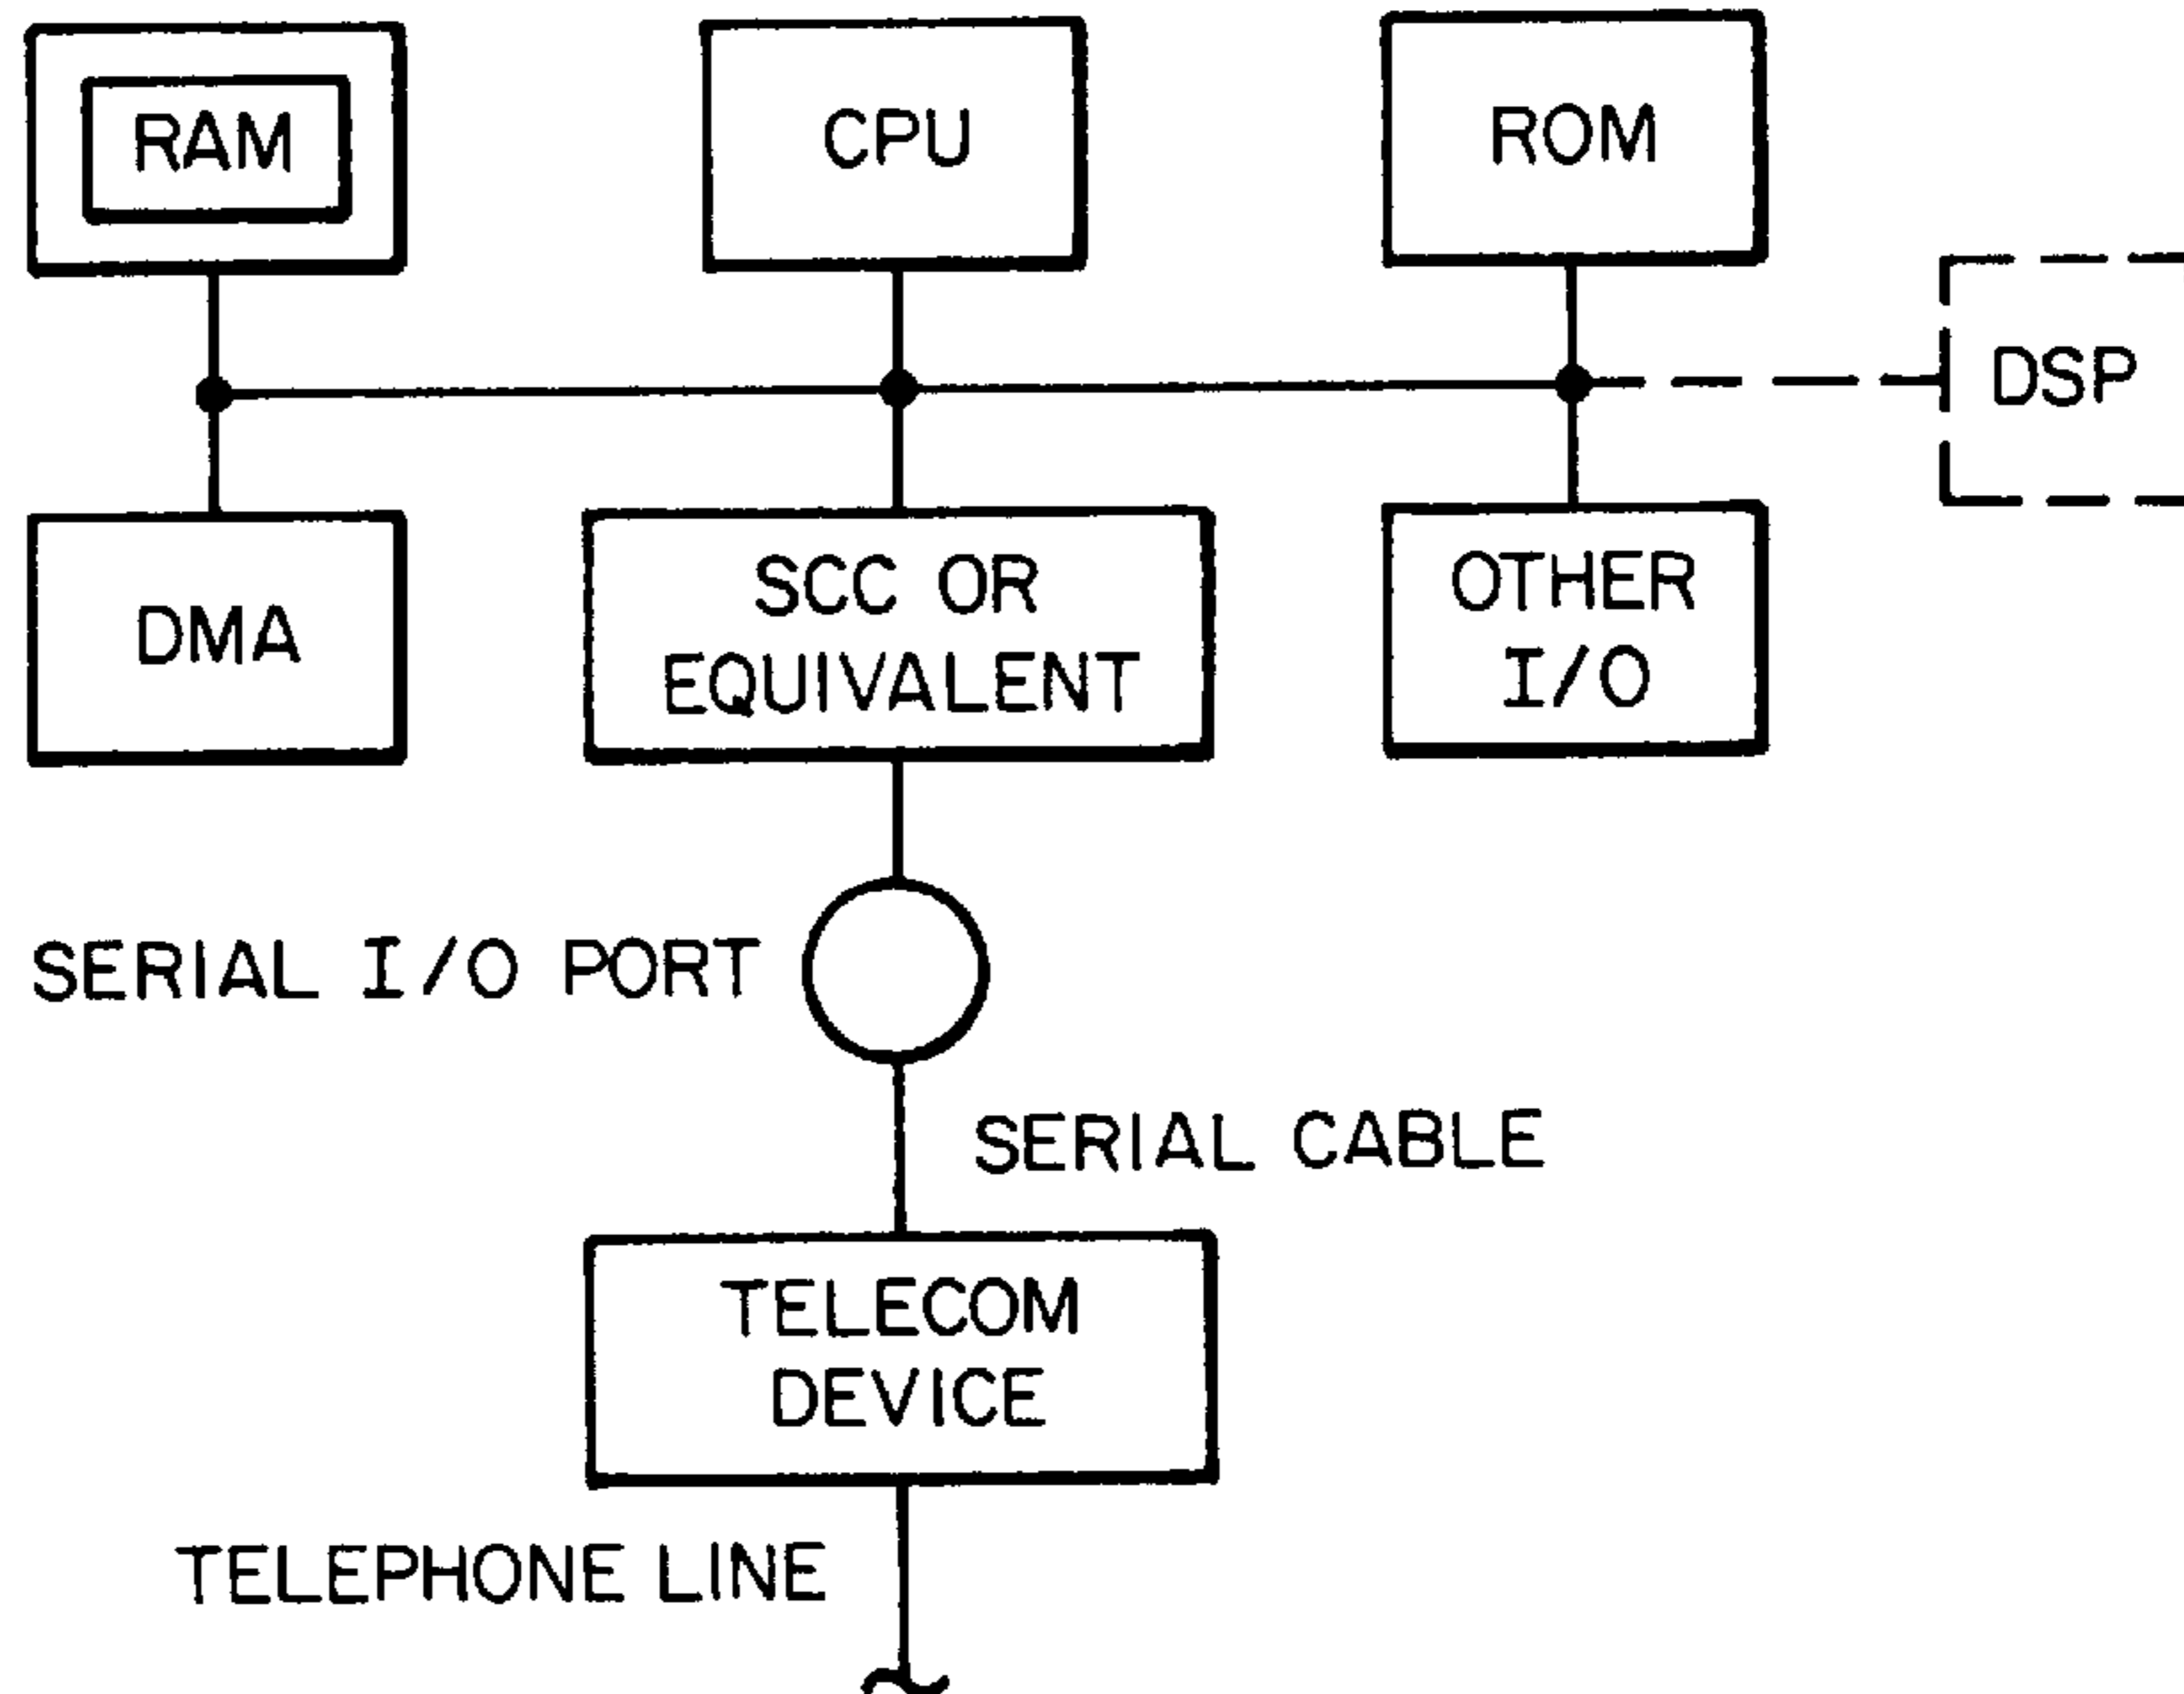 RAM
CPU
ROM
DSP
DMA
SCC OR
EQUIVALENT
OTHER
I/O
SERIAL I/O PORT
SERIAL CABLE
TELECOM
DEVICE
TELEPHONE LINE